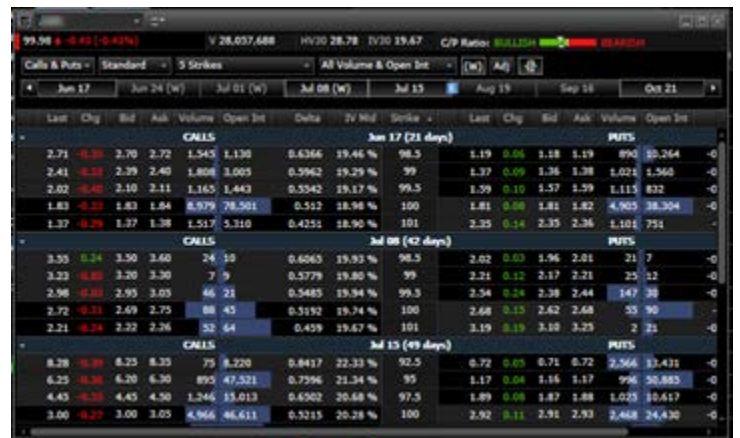 99.98 -0.43 (-0.43%) V 28,057,688 HV30 28.78 IV30 19.67 C/P Ratio: BULLISH BEARISH
Calls & Puts Standard 5 Strikes All Volume & Open Int (W) Adj
Jun 17 Jun 24 (W) Jul 01 (W) Jul 08 (W) Jul 15 E Aug 19 Sep 16 Oct 21
Last Chg Bid Ask Volume Open Int Delta IV Mid Strike Last Chg Bid Ask Volume Open Int
CALLS Jun 17 (21 days) PUTS
2.71 2.70 2.72 1,545 1,130 0.6366 19.46 % 98.5 1.19 0.06 1.18 1.19 890 10,264
2.41 2.39 2.40 1,808 3,005 0.5962 19.29 % 99 1.37 0.09 1.36 1.38 1,021 1,560
2.02 2.10 2.11 1,165 1,443 0.5542 19.17 % 99.5 1.59 0.10 1.57 1.59 1,115 832
1.83 1.83 1.84 8,979 78,501 0.512 18.98 % 100 1.81 0.08 1.81 1.82 4,905 38,304
1.37 -0.29 1.37 1.38 1,517 5,310 0.4251 18.90 % 101 2.35 0.14 2.35 2.36 1,101 751
CALLS Jul 08 (42 days) PUTS
3.55 0.24 3.50 3.60 24 10 0.6065 19.93 % 98.5 2.02 0.03 1.96 2.01 21 7
3.23 3.20 3.30 7 9 0.5779 19.80 % 99 2.21 0.12 2.17 2.21 25 12
2.98 2.95 3.05 46 21 0.5485 19.94 % 99.5 2.54 0.24 2.38 2.44 147 30
2.72 2.69 2.75 88 45 0.5192 19.74 % 100 2.68 0.15 2.62 2.68 55 90
2.21 -0.24 2.22 2.26 52 64 0.459 19.67 % 101 3.19 0.19 3.10 3.25 2 21
CALLS Jul 15 (49 days) PUTS
8.28 8.25 8.35 75 8,220 0.8417 22.33 % 92.5 0.72 0.05 0.71 0.72 2,566 13,431
6.25 6.20 6.30 895 47,521 0.7596 21.34 % 95 1.17 0.04 1.16 1.17 996 50,885
4.45 4.45 4.50 1,246 15,013 0.6502 20.68 % 97.5 1.89 0.08 1.87 1.88 1,025 10,617
3.00 -0.27 3.00 3.05 4,966 46,611 0.5215 20.28 % 100 2.92 0.11 2.91 2.93 2,468 24,430